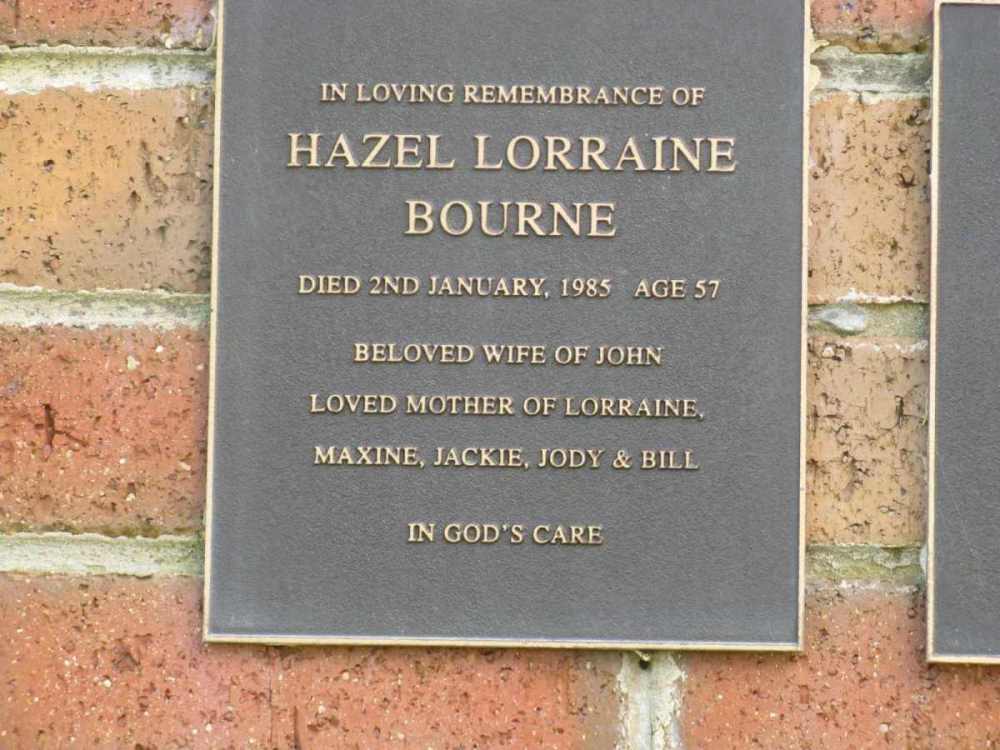 IN LOVING REMEMBRANCE OF
HAZEL LORRAINE
BOURNE
DIED 2ND JANUARY, 1985 AGE 57
BELOVED WIFE OF JOHN
LOVED MOTHER OF LORRAINE,
MAXINE, JACKIE, JODY & BILL
IN GOD'S CARE